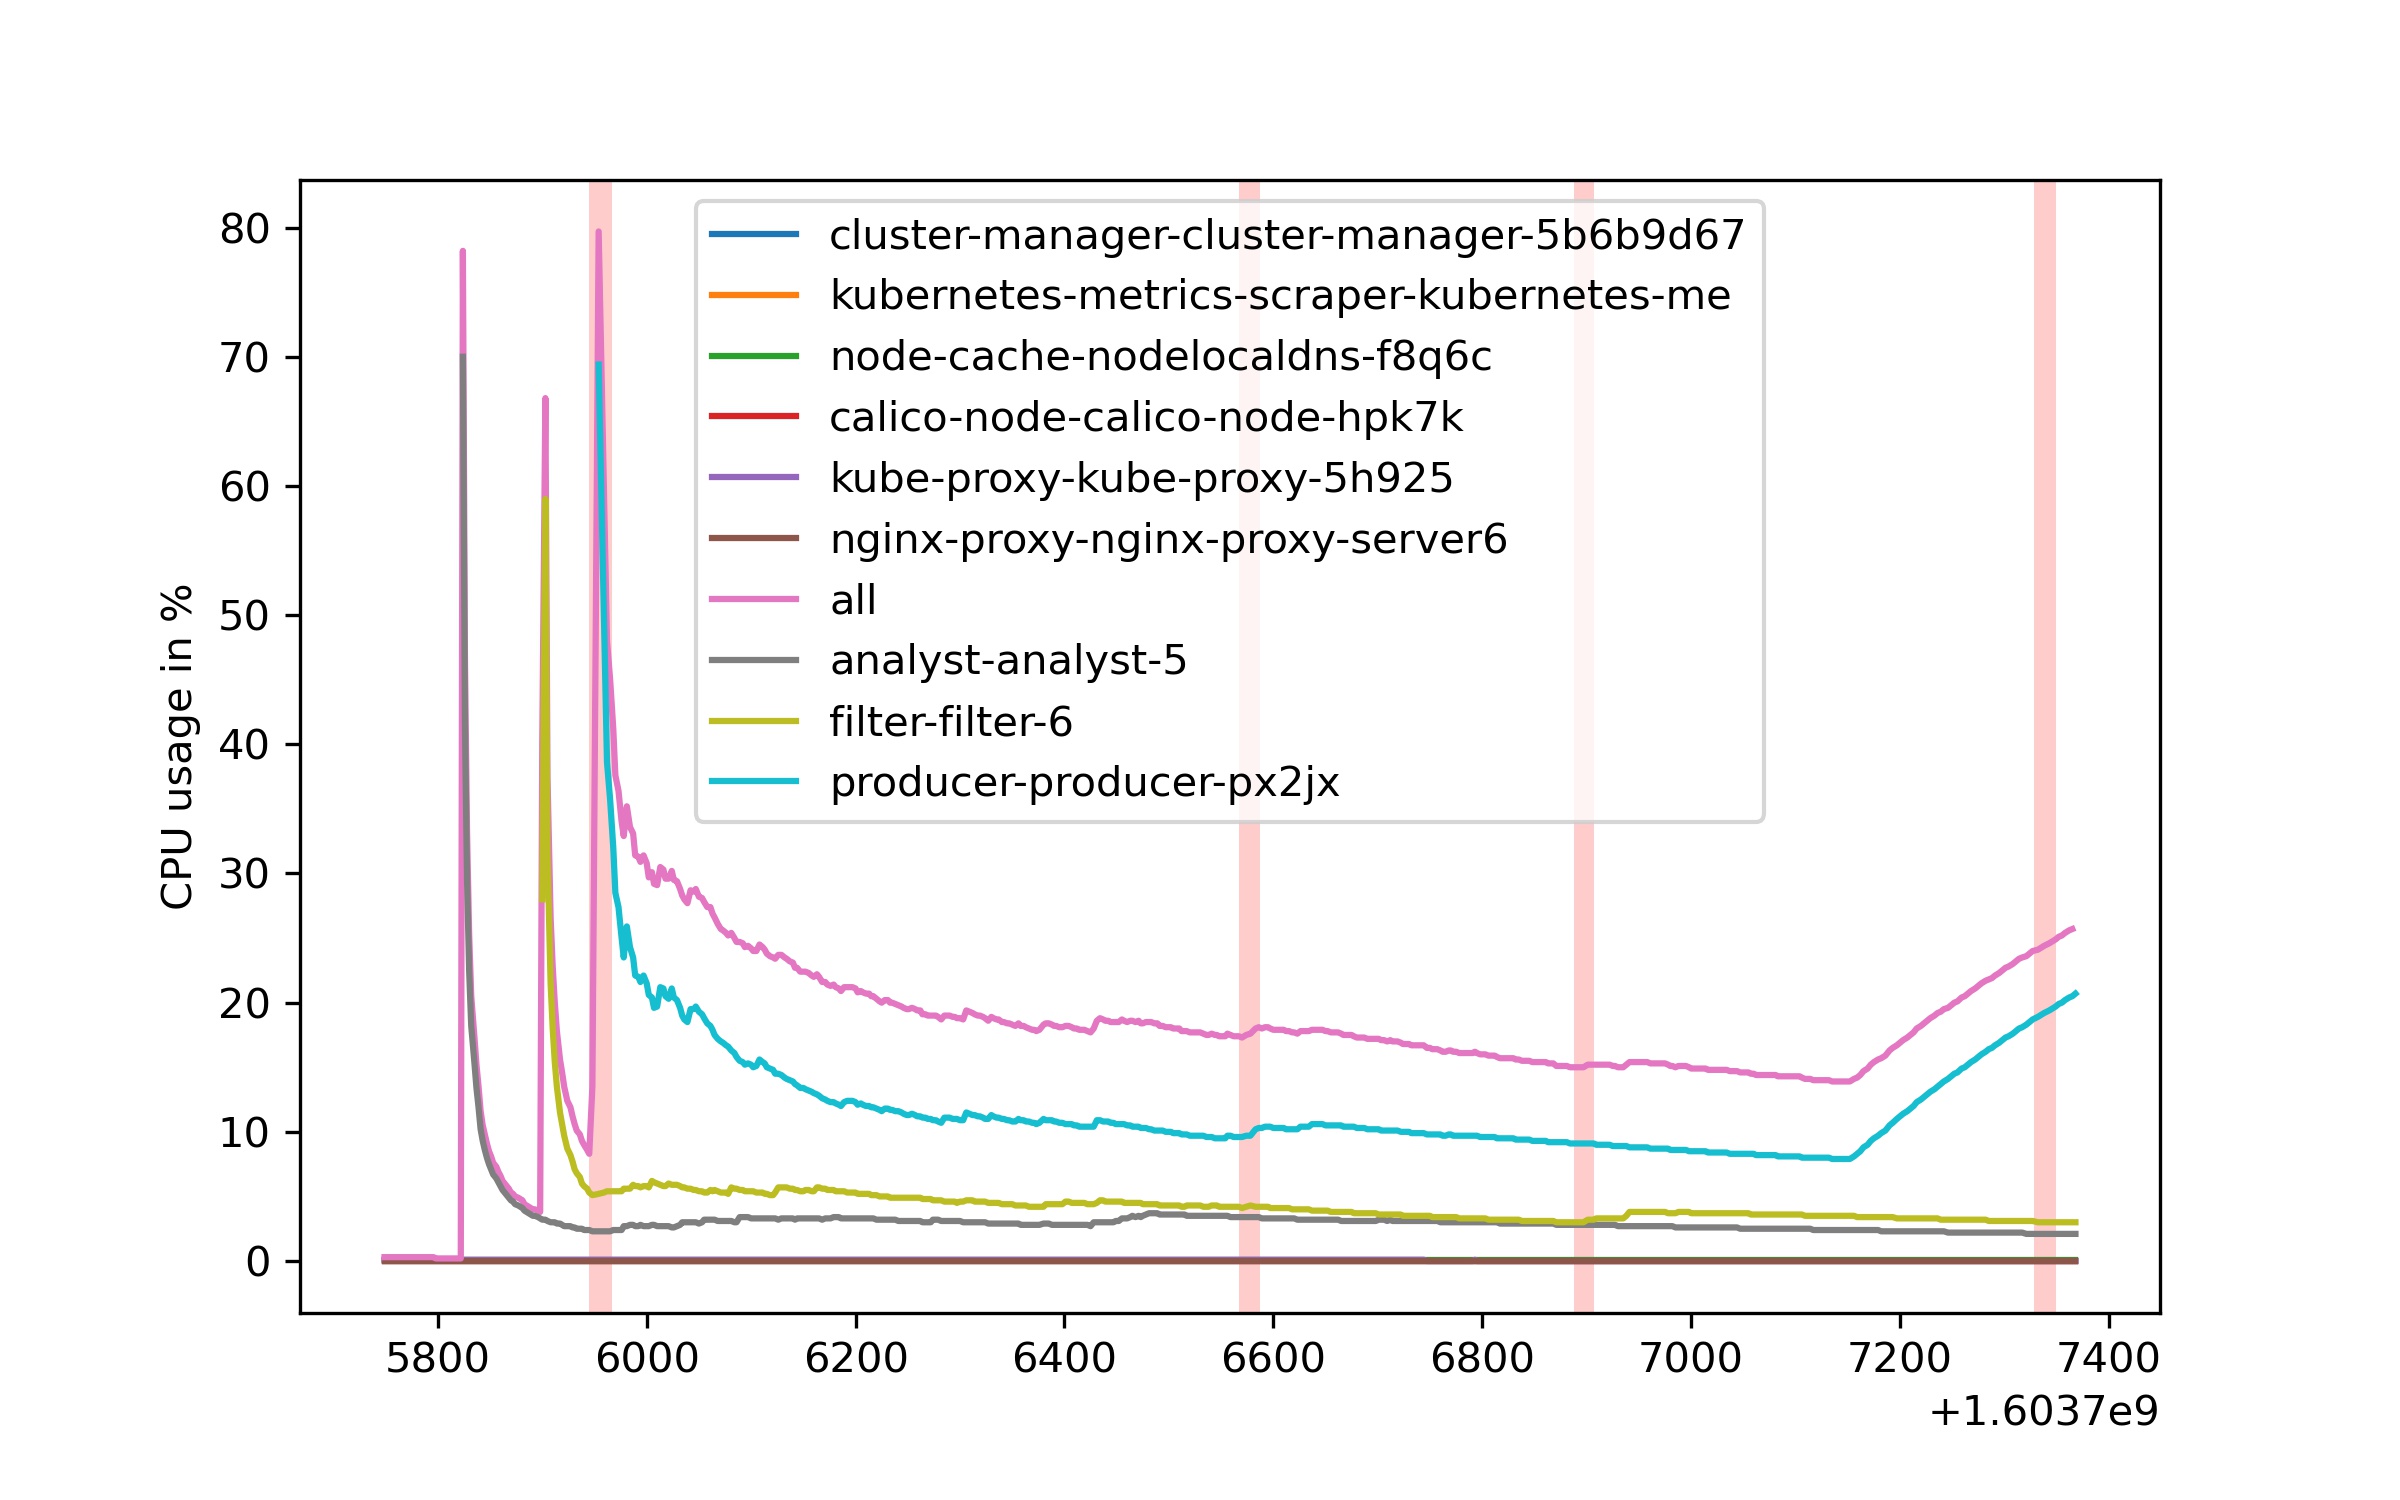 80
70
60
50
40
30
20
10
0
CPU usage in %
cluster-manager-cluster-manager-5b6b9d67
kubernetes-metrics-scraper-kubernetes-me
node-cache-nodelocaldns-f8q6c
calico-node-calico-node-hpk7k
kube-proxy-kube-proxy-5h925
nginx-proxy-nginx-proxy-server6
all
analyst-analyst-5
filter-filter-6
producer-producer-px2jx
5800 6000 6200 6400 6600 6800 7000 7200 7400
+1.6037e9